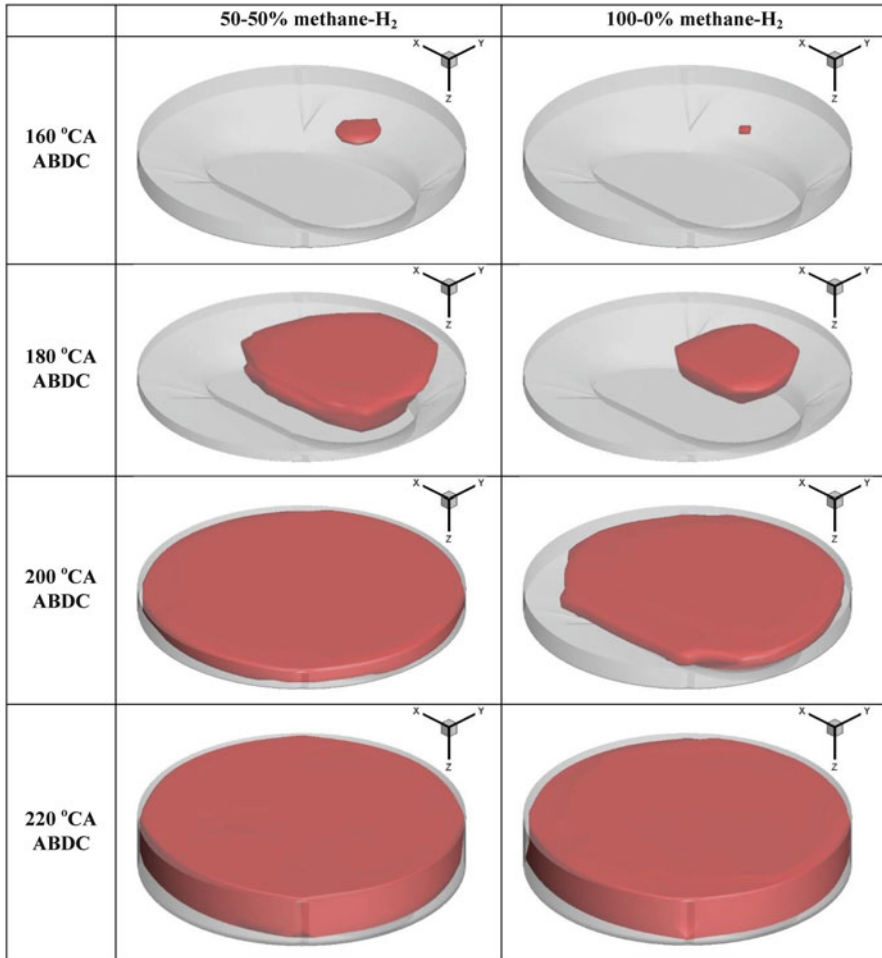 50-50% methane-H₂
100-0% methane-H₂
160 °CA
ABDC
X
Y
Z
X
Y
Z
180 °CA
ABDC
X
Y
Z
X
Y
Z
200 °CA
ABDC
X
Y
Z
X
Y
Z
220 °CA
ABDC
X
Y
Z
X
Y
Z